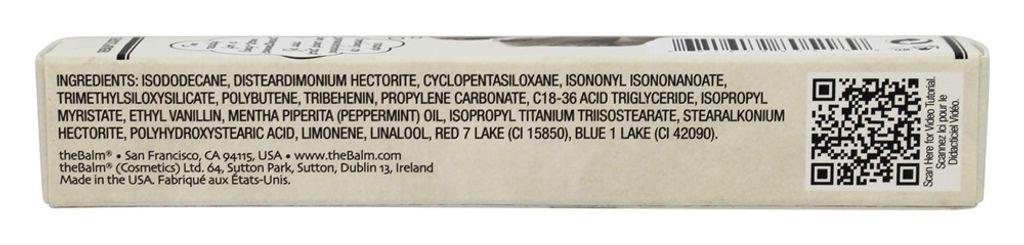 INGREDIENTS: ISODODECANE, DISTEARDIMONIUM HECTORITE, CYCLOPENTASILOXANE, ISONONYL ISONONANOATE,
TRIMETHYLSILOXYSILICATE, POLYBUTENE, TRIBEHENIN, PROPYLENE CARBONATE, C18-36 ACID TRIGLYCERIDE, ISOPROPYL
MYRISTATE, ETHYL VANILLIN, MENTHA PIPERITA (PEPPERMINT) OIL, ISOPROPYL TITANIUM TRIISOSTEARATE, STEARALKONIUM
HECTORITE, POLYHYDROXYSTEARIC ACID, LIMONENE, LINALOOL, RED 7 LAKE (CI 15850), BLUE 1 LAKE (CI 42090).
theBalm® • San Francisco, CA 94115, USA • www.theBalm.com
theBalm® (Cosmetics) Ltd. 64, Sutton Park, Sutton, Dublin 13, Ireland
Made in the USA. Fabriqué aux États-Unis.
Scan Here for Video Tutorial.
Scannez Ici pour le
Didacticiel Vidéo.